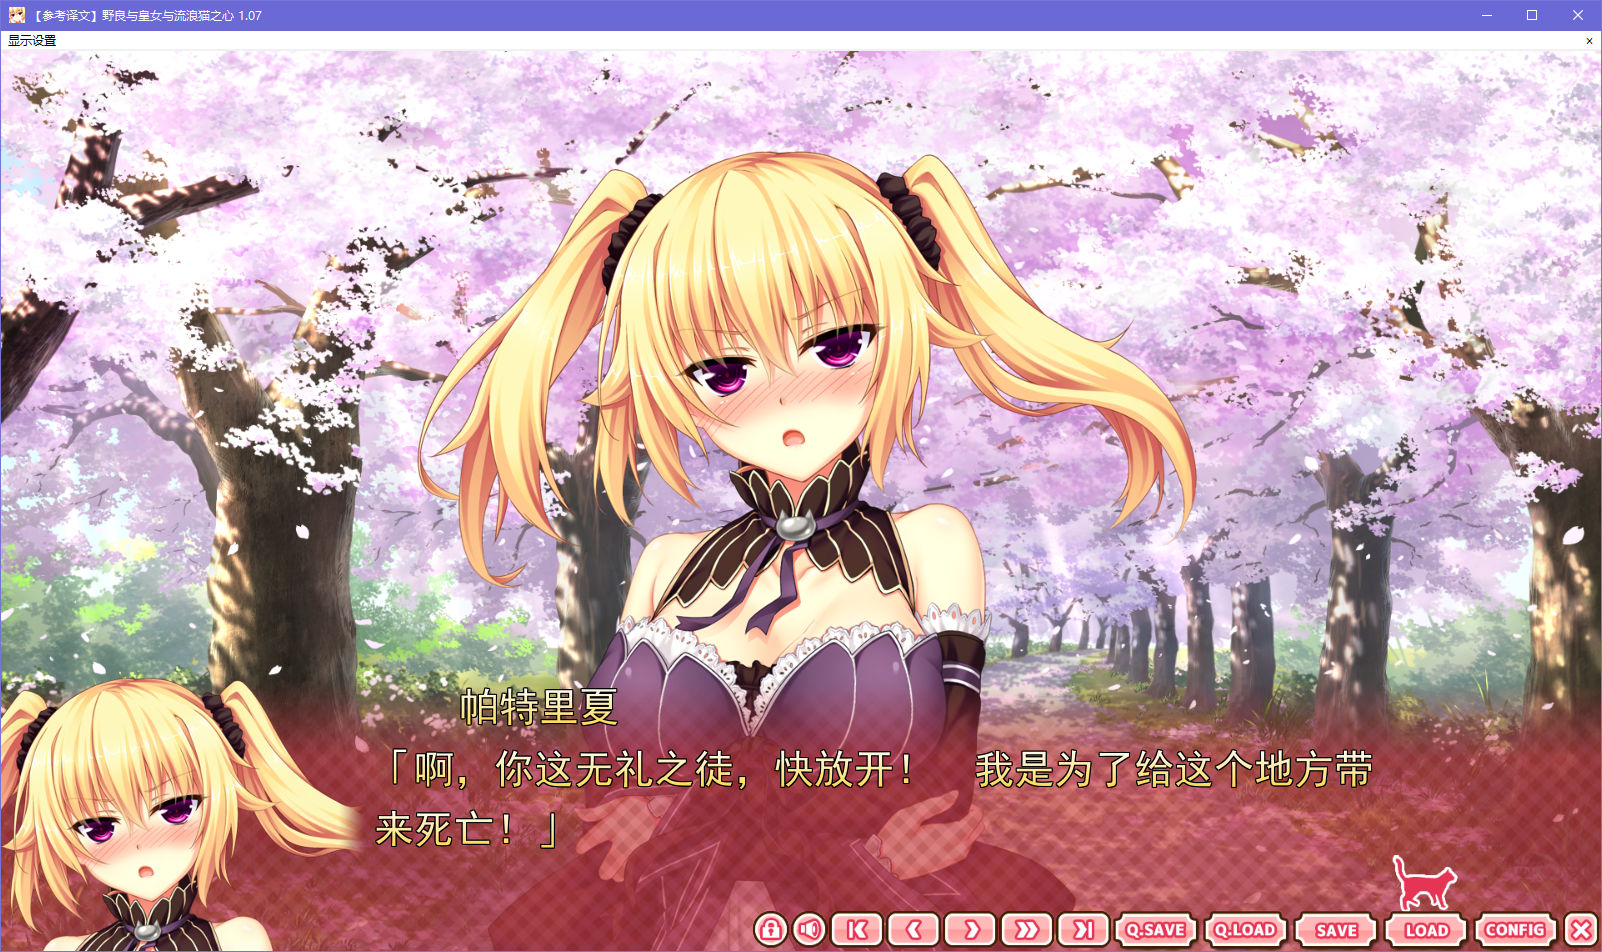 【参考译文】野良与皇女与流浪猫之心 1.07
显示设置
帕特里夏
「啊，你这无礼之徒，快放开！　我是为了给这个地方带
来死亡！」
Q.SAVE Q.LOAD SAVE LOAD CONFIG